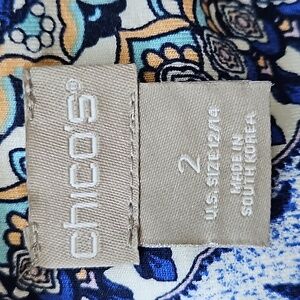 chico's®
2
U.S. SIZE 12/14
MADE IN
SOUTH KOREA